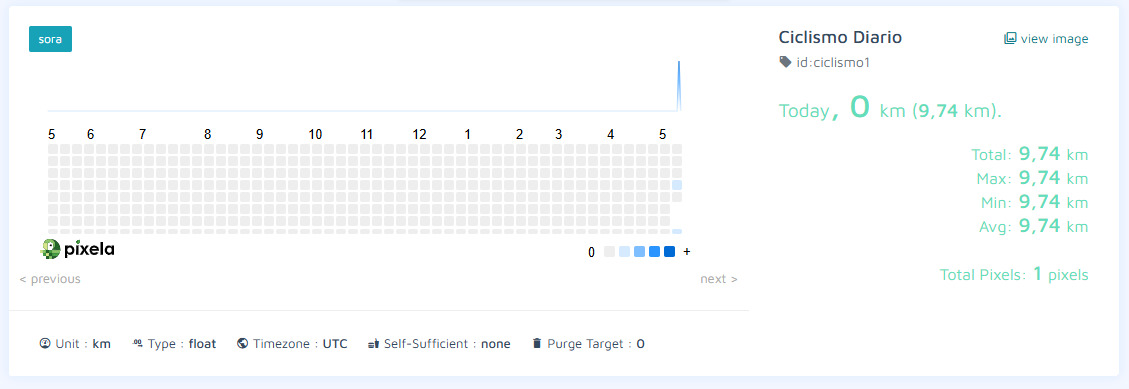 sora
Ciclismo Diario
view image
id:ciclismo1
Today, 0 km (9,74 km).
5 6 7 8 9 10 11 12 1 2 3 4 5
Total: 9,74 km
Max: 9,74 km
Min: 9,74 km
Avg: 9,74 km
pixela
0 +
Total Pixels: 1 pixels
< previous
next >
Unit : km
.00 Type : float
Timezone : UTC
Self-Sufficient : none
Purge Target : 0